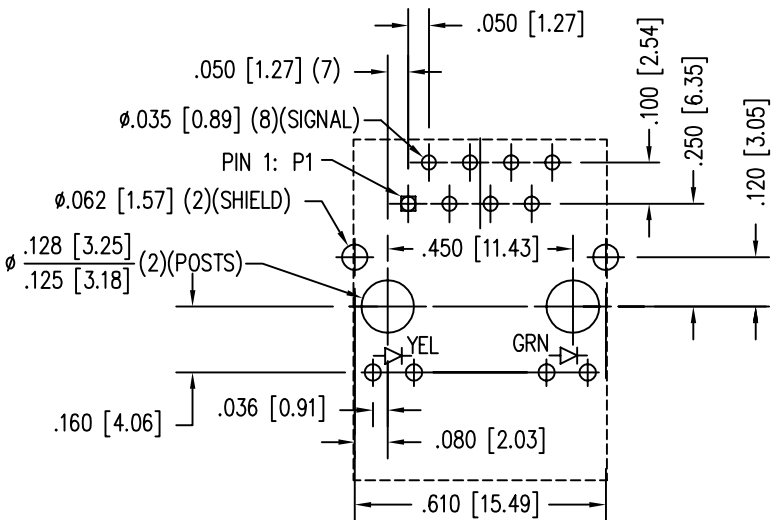 .050 [1.27]
.050 [1.27] (7)
ø.035 [0.89] (8)(SIGNAL)
PIN 1: P1
ø.062 [1.57] (2)(SHIELD)
ø .128 [3.25]
.125 [3.18] (2)(POSTS)
.100 [2.54]
.250 [6.35]
.120 [3.05]
.450 [11.43]
YEL
GRN
.036 [0.91]
.160 [4.06]
.080 [2.03]
.610 [15.49]